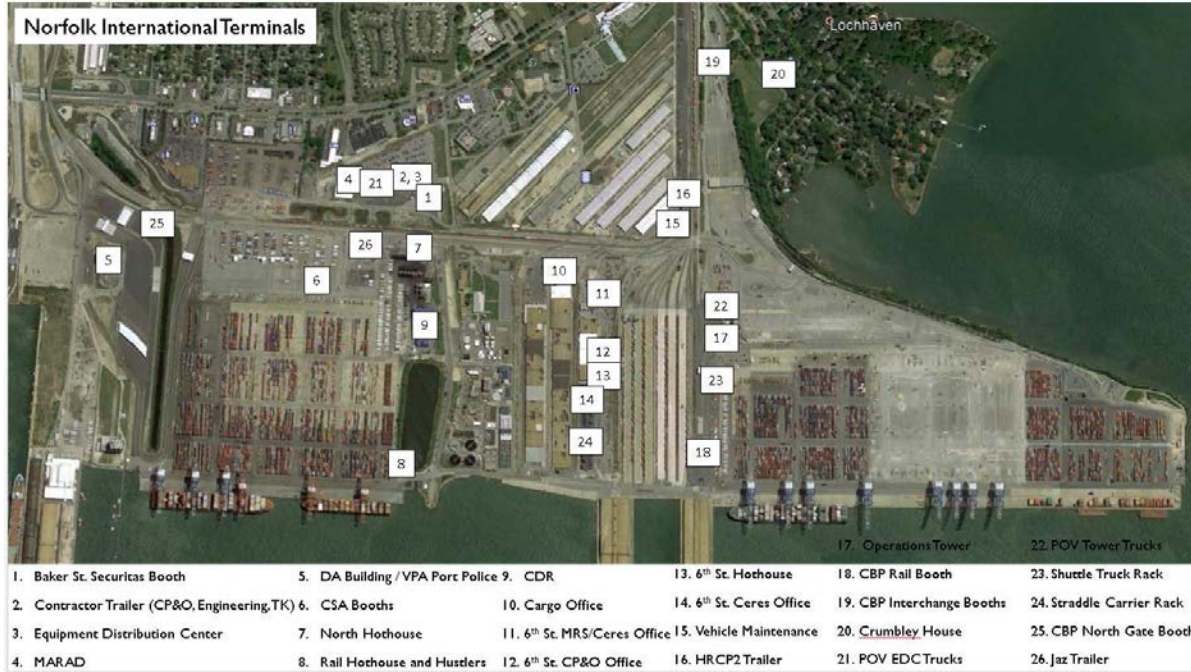 Norfolk International Terminals
Lochhaven
19
20
4
21
2, 3
1
16
15
25
26
7
5
6
10
11
22
9
17
12
13
23
14
24
18
8
17. Operations Tower
22. POV Tower Trucks
1. Baker St. Securitas Booth
5. DA Building / VPA Port Police
9. CDR
13. 6th St. Hothouse
18. CBP Rail Booth
23. Shuttle Truck Rack
2. Contractor Trailer (CP&O, Engineering, TK)
6. CSA Booths
10. Cargo Office
14. 6th St. Ceres Office
19. CBP Interchange Booths
24. Straddle Carrier Rack
3. Equipment Distribution Center
7. North Hothouse
11. 6th St. MRS/Ceres Office
15. Vehicle Maintenance
20. Crumbley House
25. CBP North Gate Booth
4. MARAD
8. Rail Hothouse and Hustlers
12. 6th St. CP&O Office
16. HRCP2 Trailer
21. POV EDC Trucks
26. Jaz Trailer